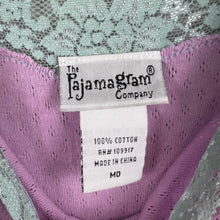 The
Pajamagram®
Company
100% COTTON
RN# 109917
MADE IN CHINA
MD